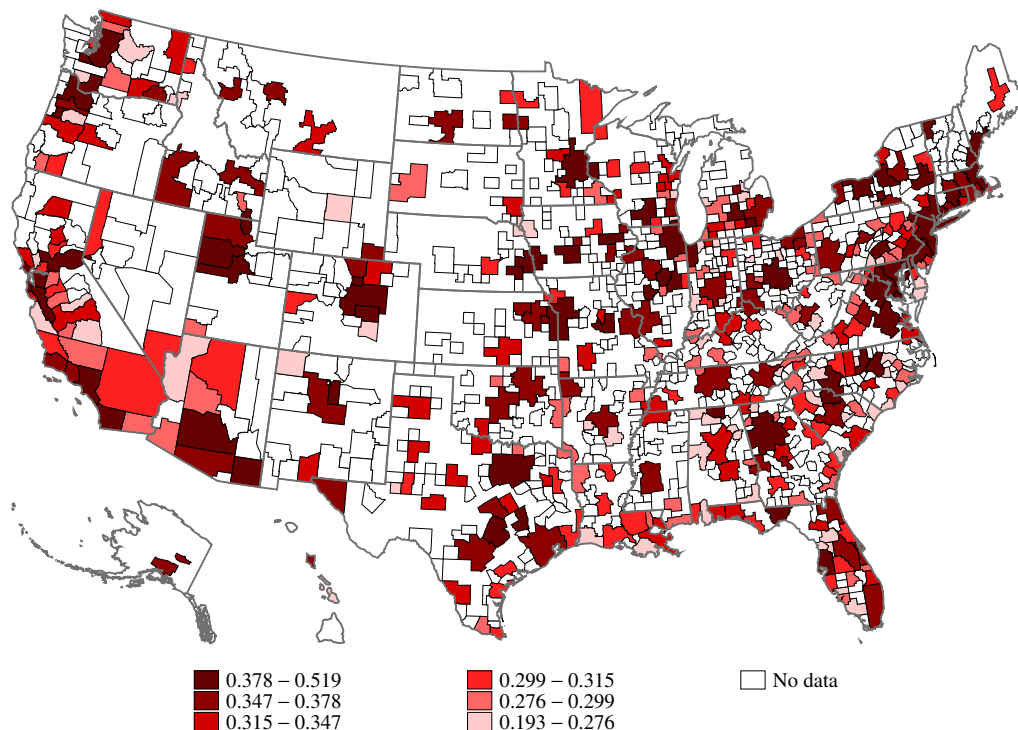 0.378 – 0.519
0.347 – 0.378
0.315 – 0.347
0.299 – 0.315
0.276 – 0.299
0.193 – 0.276
No data